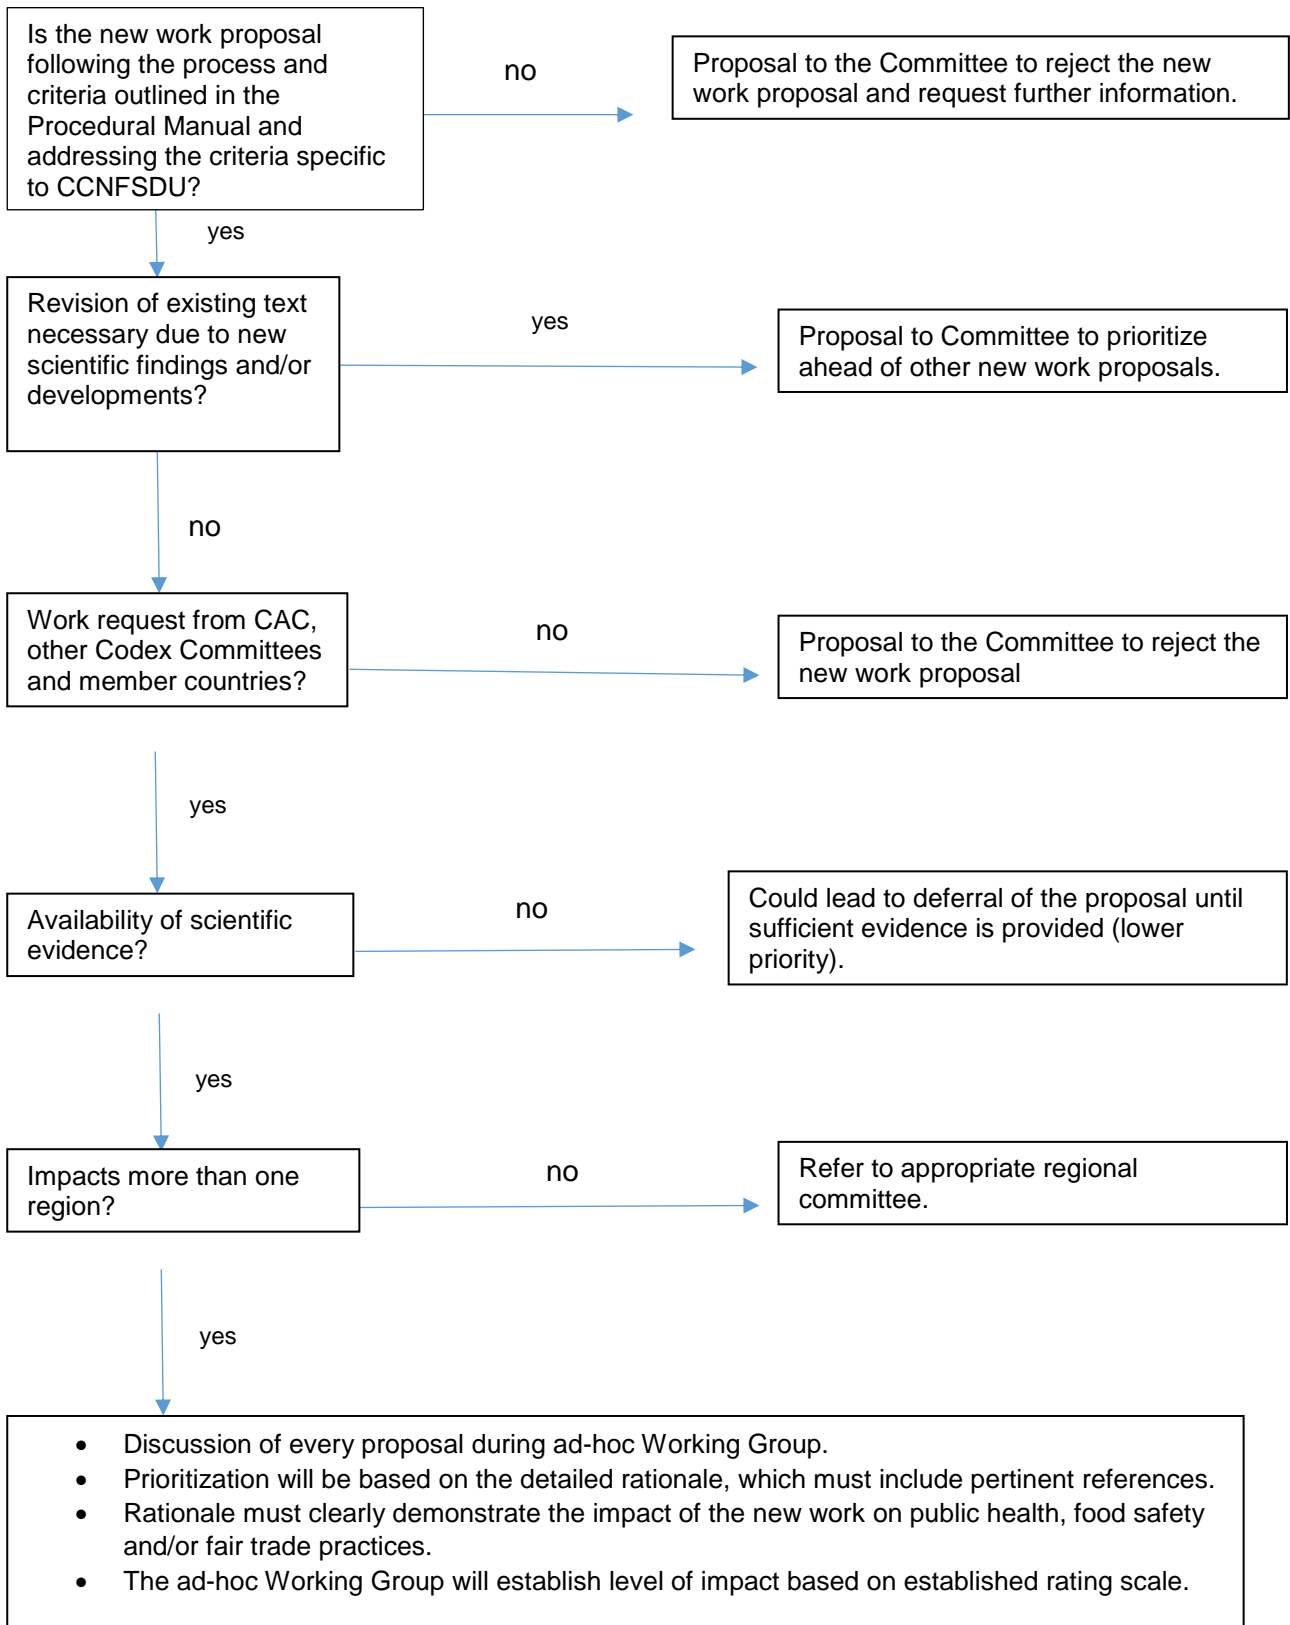 Is the new work proposal
following the process and
criteria outlined in the
Procedural Manual and
addressing the criteria specific
to CCNFSDU?
no
Proposal to the Committee to reject the new
work proposal and request further information.
yes
Revision of existing text
necessary due to new
scientific findings and/or
developments?
yes
Proposal to Committee to prioritize
ahead of other new work proposals.
no
Work request from CAC,
other Codex Committees
and member countries?
no
Proposal to the Committee to reject the
new work proposal
yes
Availability of scientific
evidence?
no
Could lead to deferral of the proposal until
sufficient evidence is provided (lower
priority).
yes
Impacts more than one
region?
no
Refer to appropriate regional
committee.
yes
• Discussion of every proposal during ad-hoc Working Group.
• Prioritization will be based on the detailed rationale, which must include pertinent references.
• Rationale must clearly demonstrate the impact of the new work on public health, food safety
and/or fair trade practices.
• The ad-hoc Working Group will establish level of impact based on established rating scale.